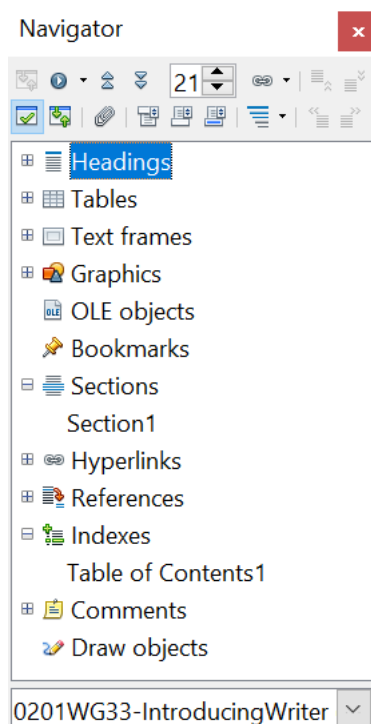 Navigator
21
Headings
Tables
Text frames
Graphics
OLE OLE objects
Bookmarks
Sections
Section1
Hyperlinks
References
Indexes
Table of Contents1
Comments
Draw objects
0201WG33-IntroducingWriter